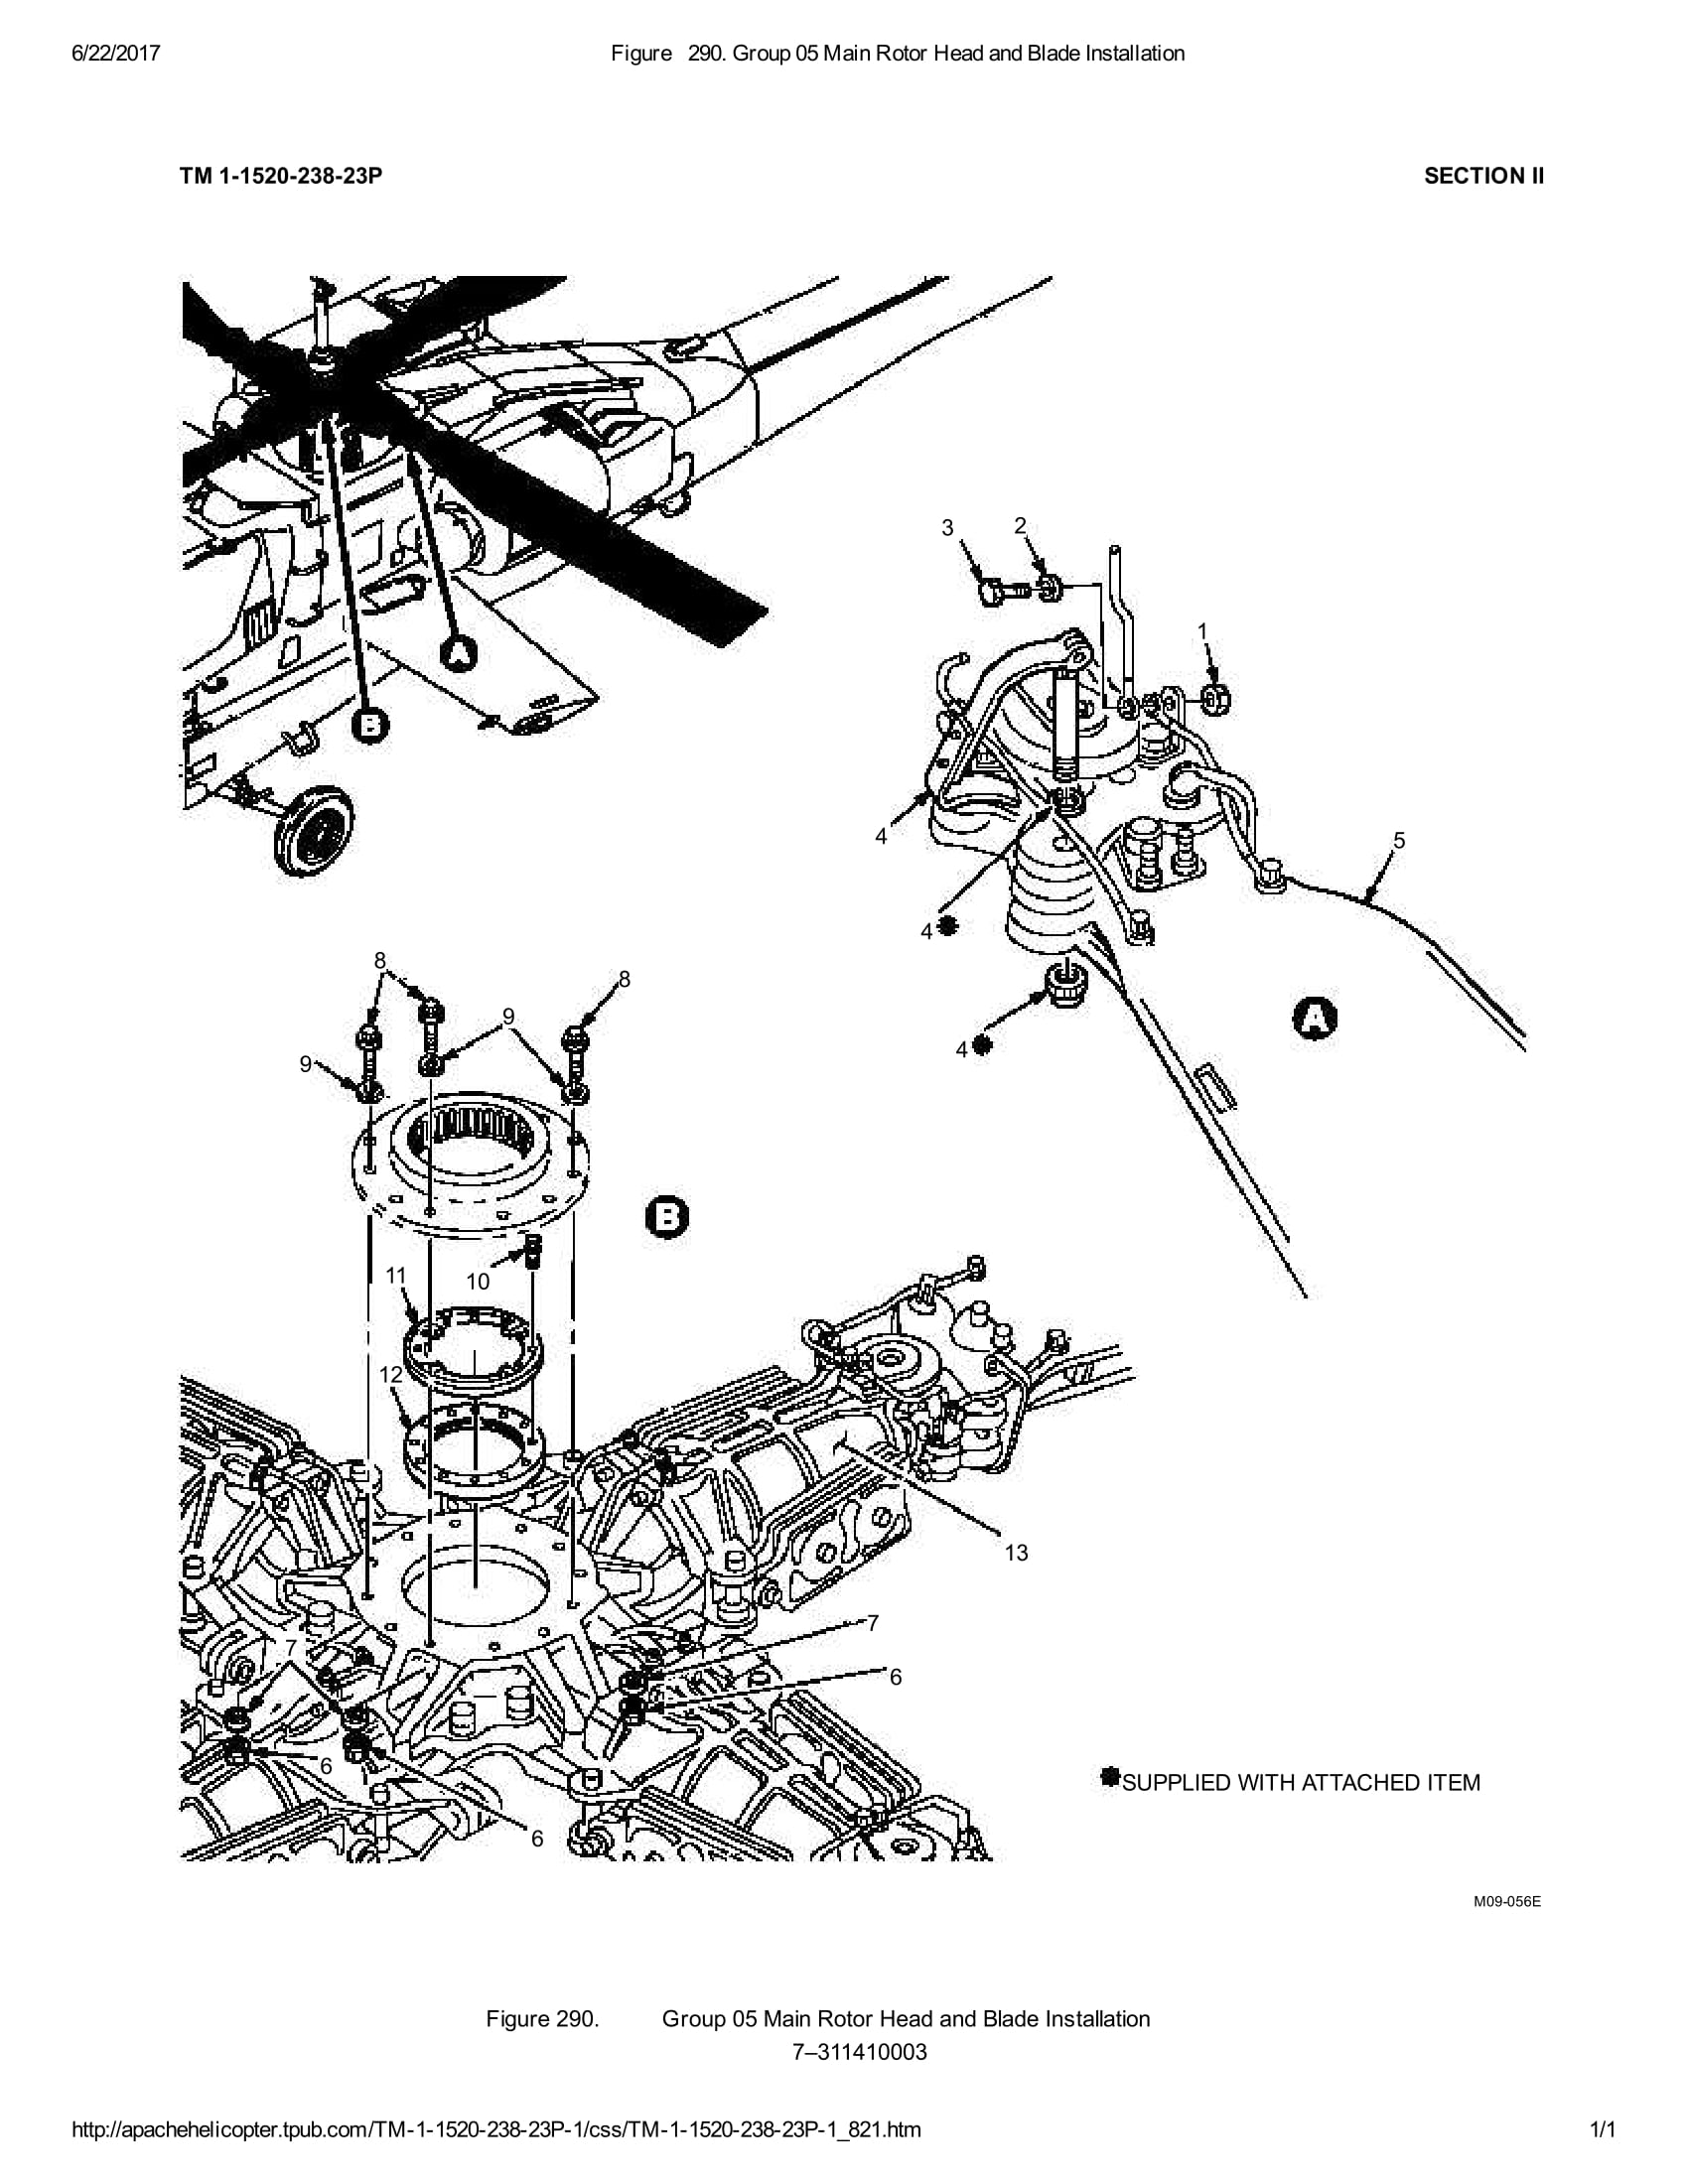 6/22/2017 Figure 290. Group 05 Main Rotor Head and Blade Installation
TM 1-1520-238-23P SECTION II
3 2
1
A
B
4
5
4
8
8
9
A
4
9
B
11
10
12
13
7
7
6
6
SUPPLIED WITH ATTACHED ITEM
6
M09-056E
Figure 290. Group 05 Main Rotor Head and Blade Installation
7–311410003
http://apachehelicopter.tpub.com/TM-1-1520-238-23P-1/css/TM-1-1520-238-23P-1_821.htm 1/1